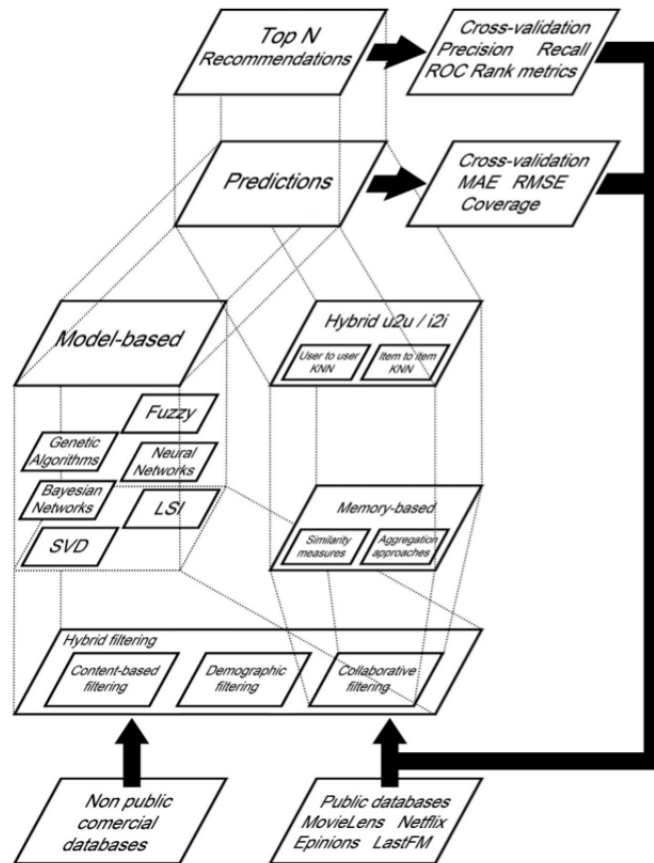 Top N
Recommendations
Cross-validation
Precision Recall
ROC Rank metrics
Predictions
Cross-validation
MAE RMSE
Coverage
Model-based
Hybrid u2u / i2i
User to user
KNN
Item to item
KNN
Fuzzy
Genetic
Algorithms
Neural
Networks
Bayesian
Networks
LSI
SVD
Memory-based
Similarity
measures
Aggregation
approaches
Hybrid filtering
Content-based
filtering
Demographic
filtering
Collaborative
filtering
Non public
comercial
databases
Public databases
MovieLens Netflix
Epinions LastFM